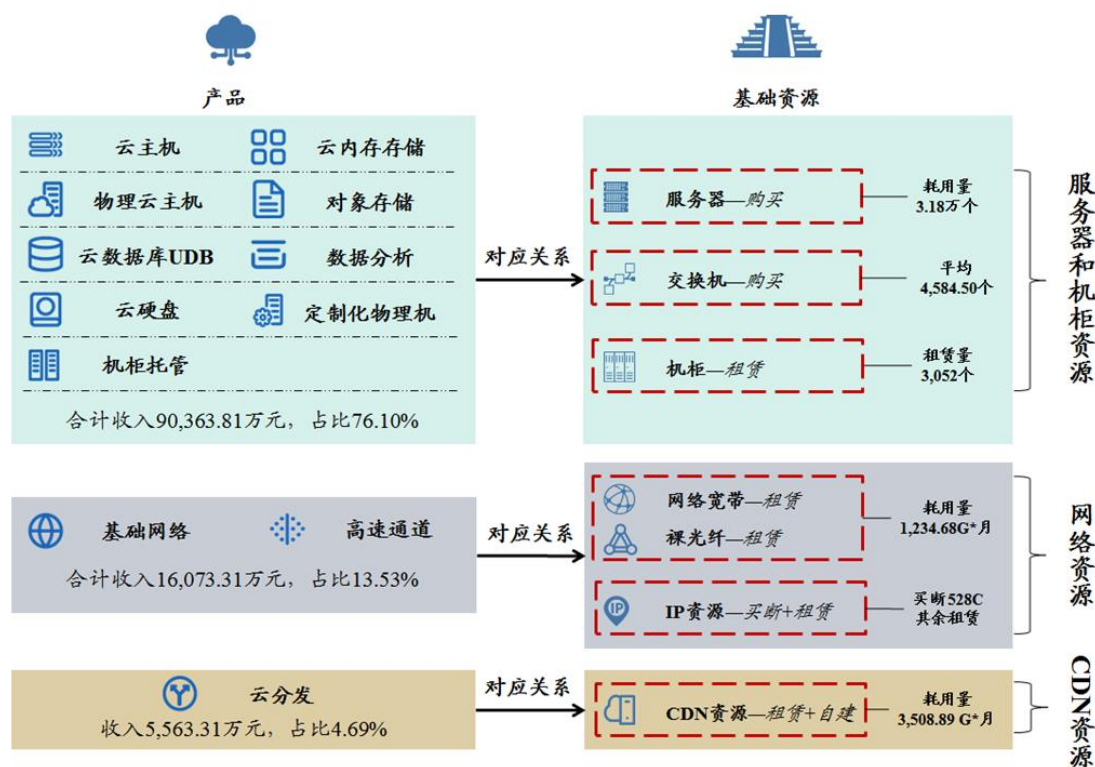 产品
基础资源
云主机
云内存存储
物理云主机
对象存储
云数据库UDB
数据分析
云硬盘
定制化物理机
机柜托管
合计收入90,363.81万元，占比76.10%
对应关系
服务器—购买
耗用量
3.18万个
交换机—购买
平均
4,584.50个
机柜—租赁
租赁量
3,052个
服务器和机柜资源
基础网络
高速通道
合计收入16,073.31万元，占比13.53%
对应关系
网络宽带—租赁
裸光纤—租赁
耗用量
1,234.68G*月
IP
IP资源—买断+租赁
买断528C
其余租赁
网络资源
云分发
收入5,563.31万元，占比4.69%
对应关系
CDN资源—租赁+自建
耗用量
3,508.89 G*月
CDN资源